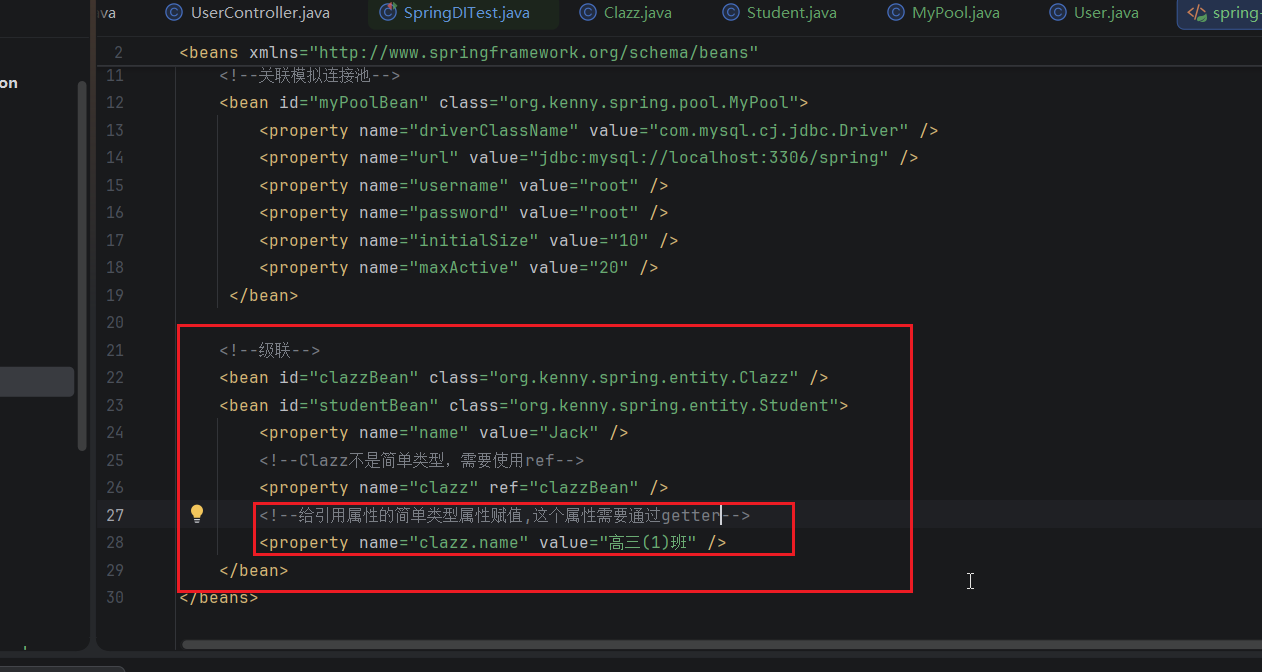 va UserController.java SpringDITest.java Clazz.java Student.java MyPool.java User.java spring-
on
2 <beans xmlns="http://www.springframework.org/schema/beans"
11 <!--关联模拟连接池-->
12 <bean id="myPoolBean" class="org.kenny.spring.pool.MyPool">
13 <property name="driverClassName" value="com.mysql.cj.jdbc.Driver" />
14 <property name="url" value="jdbc:mysql://localhost:3306/spring" />
15 <property name="username" value="root" />
16 <property name="password" value="root" />
17 <property name="initialSize" value="10" />
18 <property name="maxActive" value="20" />
19 </bean>
20
21 <!--级联-->
22 <bean id="clazzBean" class="org.kenny.spring.entity.Clazz" />
23 <bean id="studentBean" class="org.kenny.spring.entity.Student">
24 <property name="name" value="Jack" />
25 <!--Clazz不是简单类型，需要使用ref-->
26 <property name="clazz" ref="clazzBean" />
27 <!--给引用属性的简单类型属性赋值,这个属性需要通过getter-->
28 <property name="clazz.name" value="高三(1)班" />
29 </bean>
30 </beans>